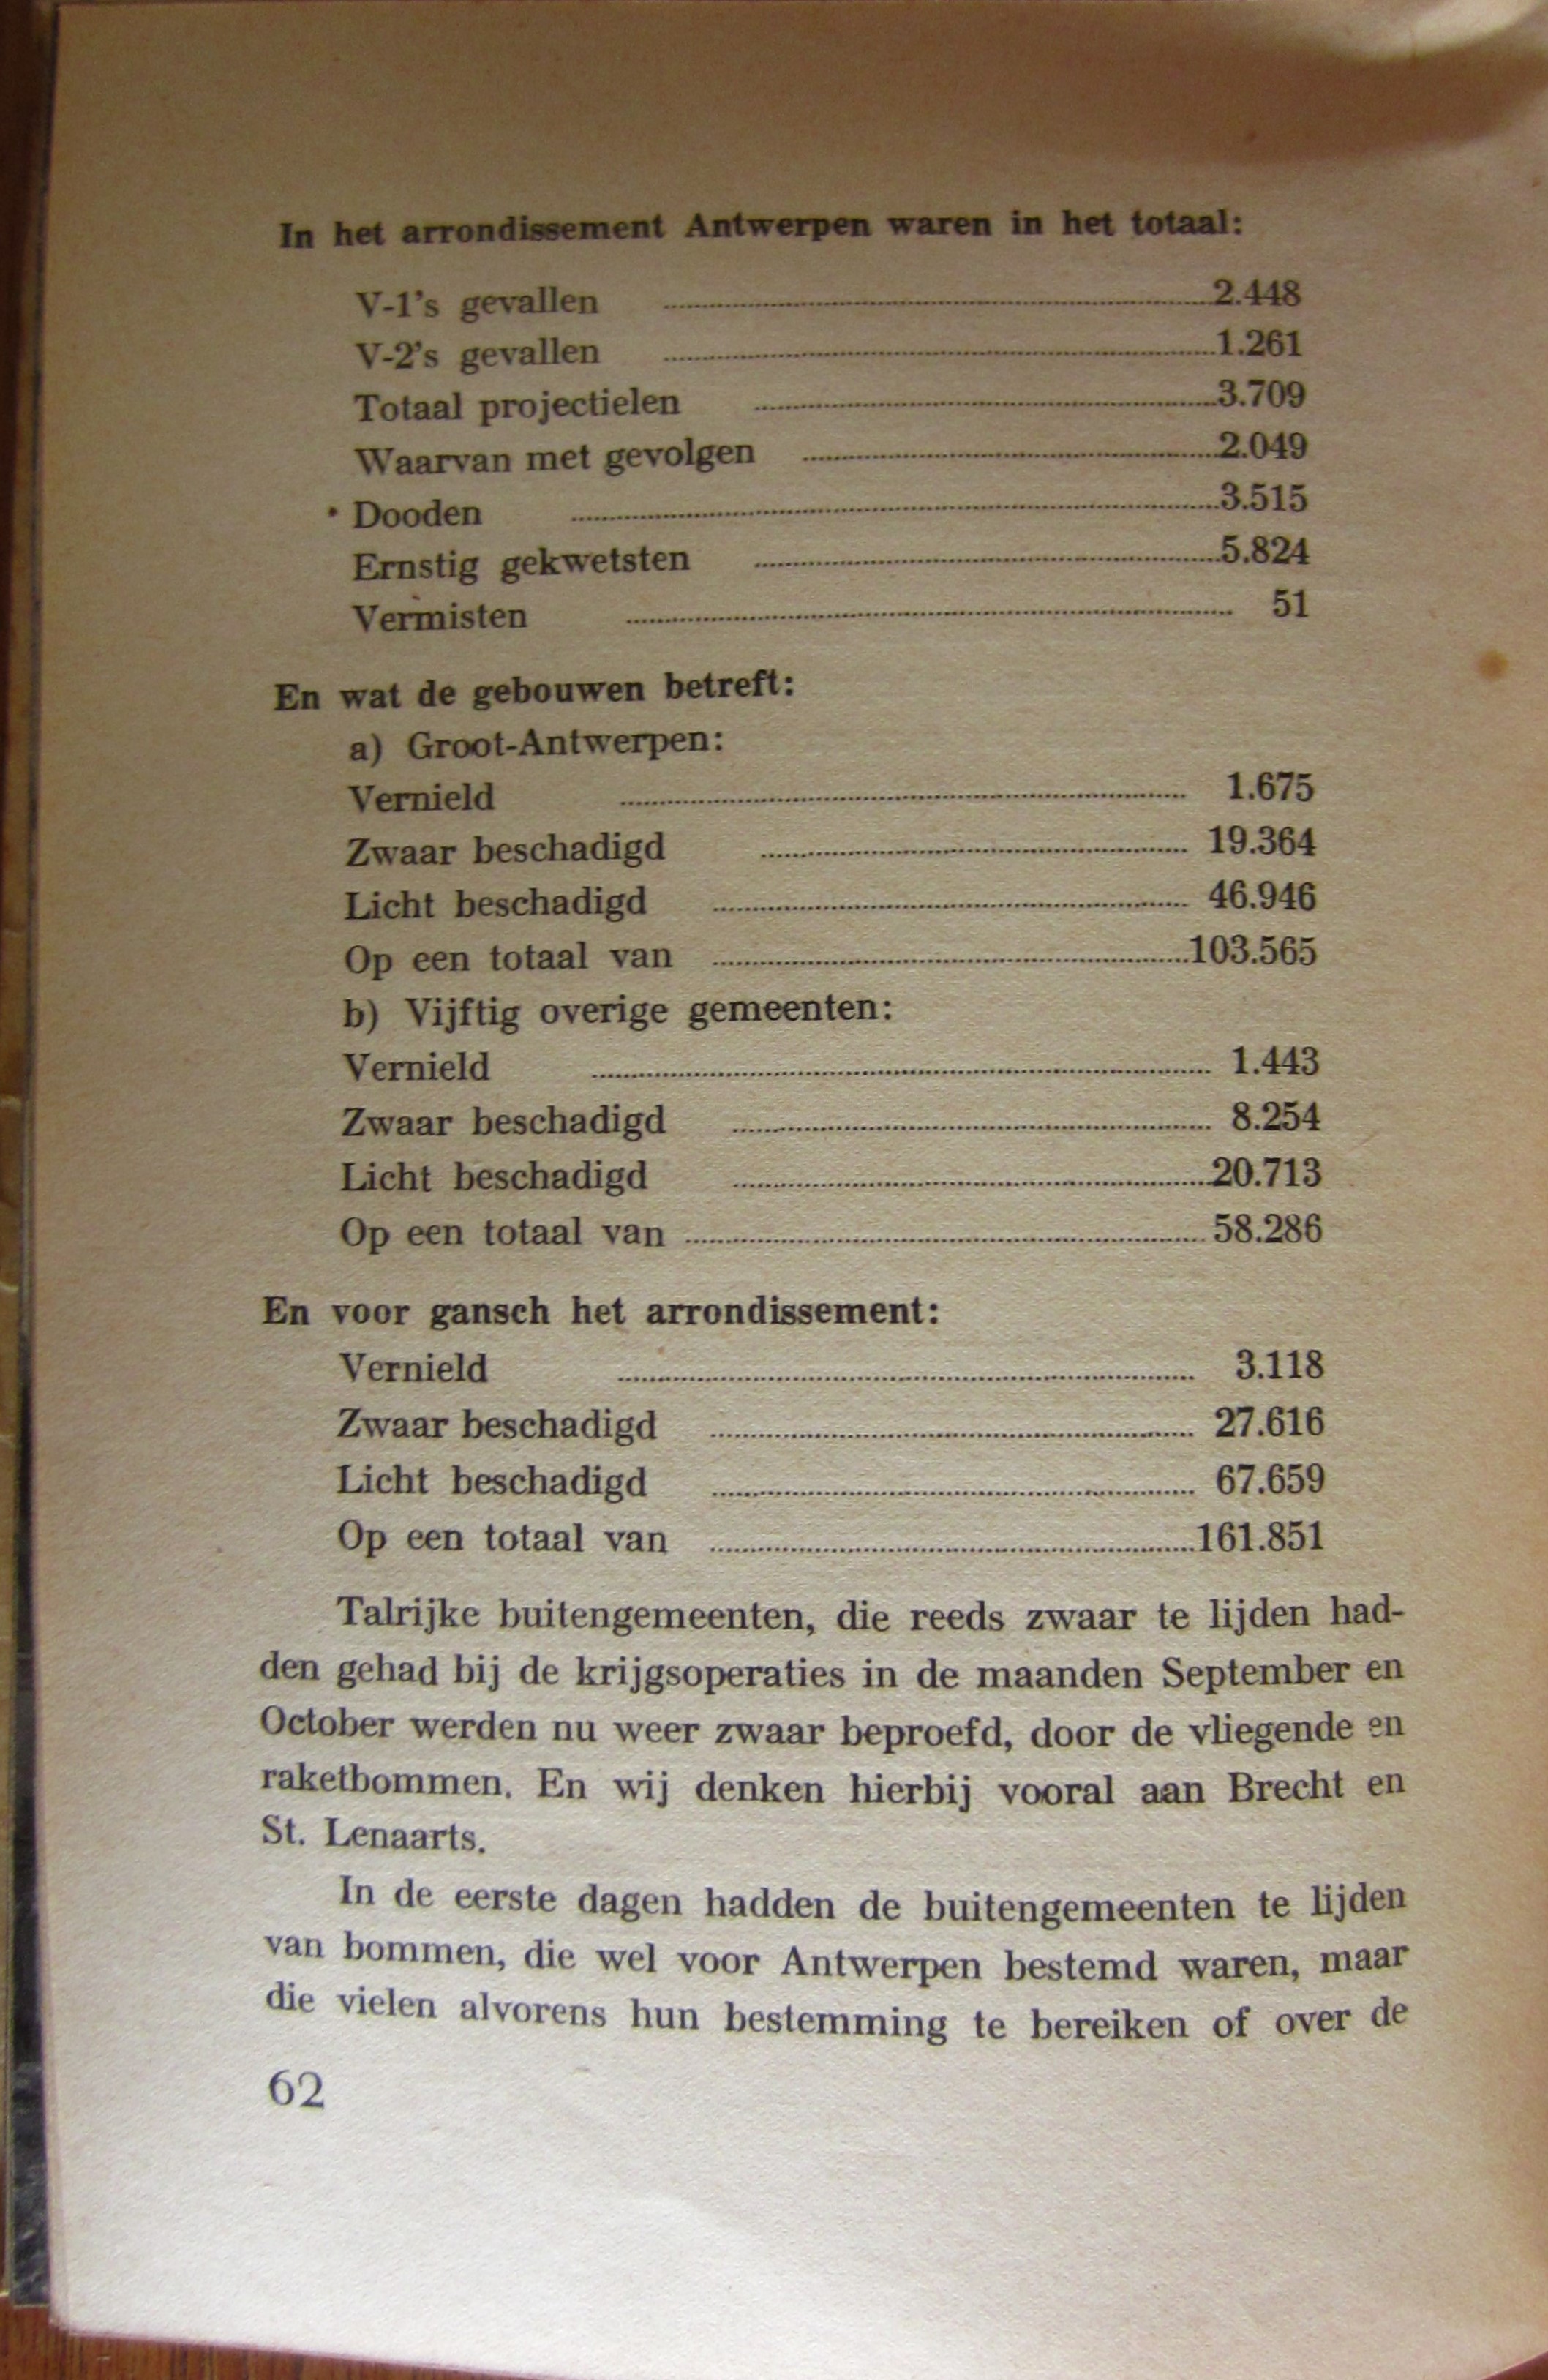 In het arrondissement Antwerpen waren in het totaal:
V-1's gevallen ........ 2.448
V-2's gevallen ........ 1.261
Totaal projectielen ........ 3.709
Waarvan met gevolgen ........ 2.049
Dooden ........ 3.515
Ernstig gekwetsten ........ 5.824
Vermisten ........ 51
En wat de gebouwen betreft:
a) Groot-Antwerpen:
Vernield ........ 1.675
Zwaar beschadigd ........ 19.364
Licht beschadigd ........ 46.946
Op een totaal van ........ 103.565
b) Vijftig overige gemeenten:
Vernield ........ 1.443
Zwaar beschadigd ........ 8.254
Licht beschadigd ........ 20.713
Op een totaal van ........ 58.286
En voor gansch het arrondissement:
Vernield ........ 3.118
Zwaar beschadigd ........ 27.616
Licht beschadigd ........ 67.659
Op een totaal van ........ 161.851
Talrijke buitengemeenten, die reeds zwaar te lijden had-
den gehad bij de krijgsoperaties in de maanden September en
October werden nu weer zwaar beproefd, door de vliegende en
raketbommen. En wij denken hierbij vooral aan Brecht en
St. Lenaarts.
In de eerste dagen hadden de buitengemeenten te lijden
van bommen, die wel voor Antwerpen bestemd waren, maar
die vielen alvorens hun bestemming te bereiken of over de
62